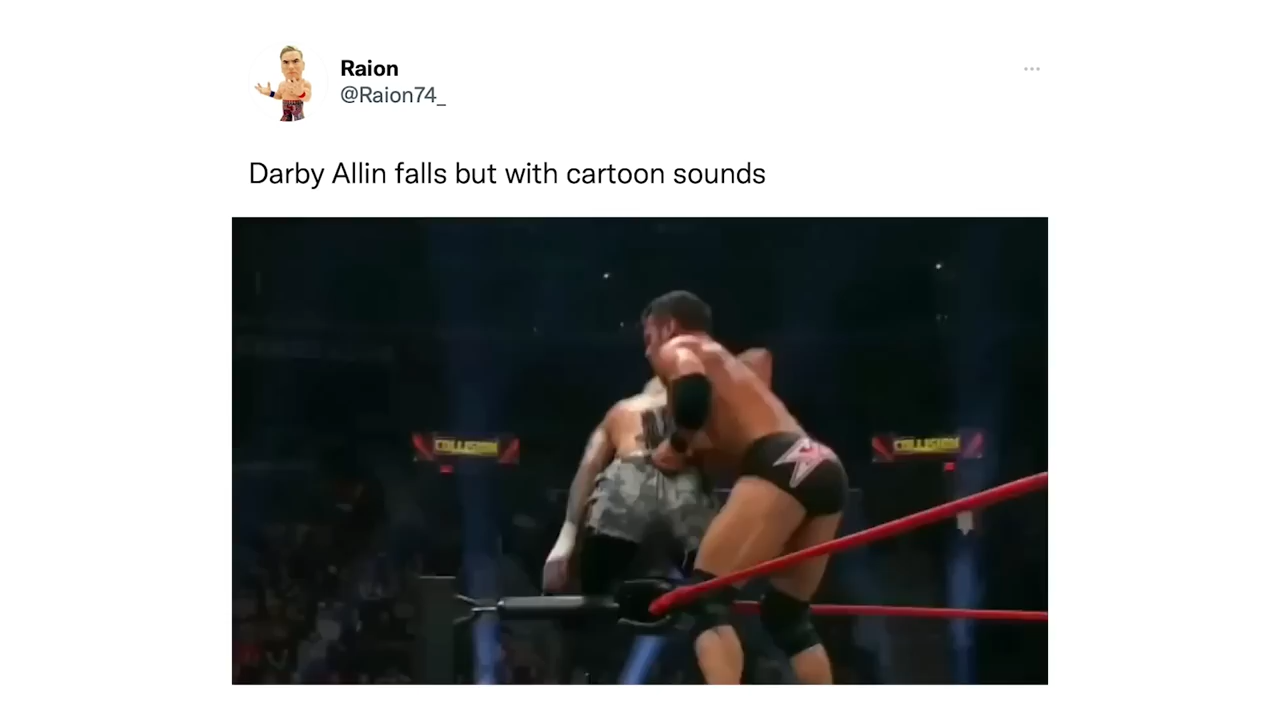 Raion
@Raion74_
Darby Allin falls but with cartoon sounds
COLLISION
COLLISION